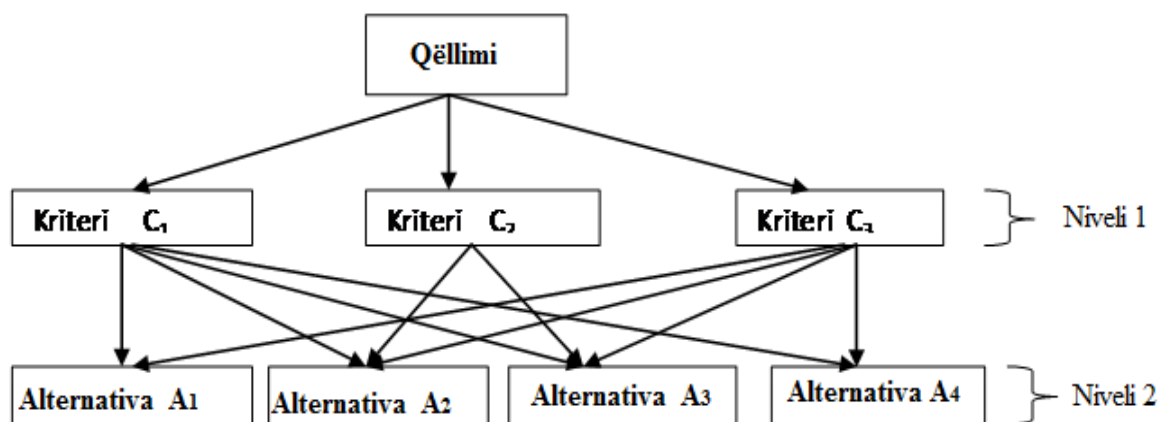 Qëllimi
Kriteri C1
Kriteri C2
Kriteri C3
Niveli 1
Alternativa A1
Alternativa A2
Alternativa A3
Alternativa A4
Niveli 2